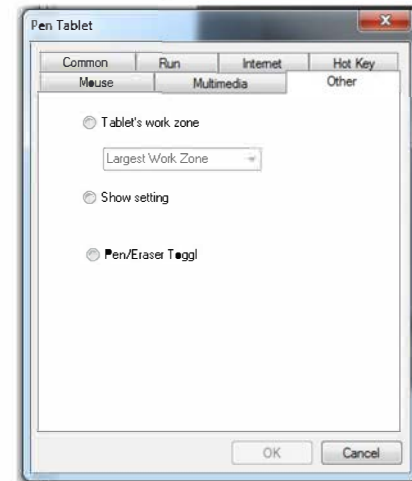 Pen Tablet
Common Run Internet Hot Key
Mouse Multimedia Other
Tablet's work zone
Largest Work Zone
Show setting
Pen/Eraser Toggl
OK Cancel